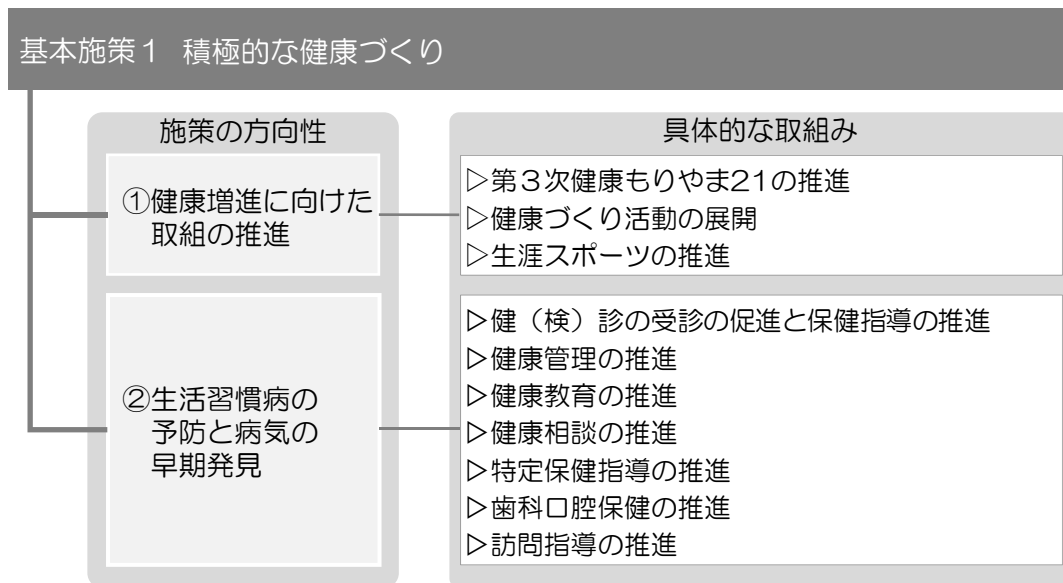 基本施策１ 積極的な健康づくり
施策の方向性
具体的な取組み
①健康増進に向けた
取組の推進
▷第３次健康もりやま21の推進
▷健康づくり活動の展開
▷生涯スポーツの推進
②生活習慣病の
予防と病気の
早期発見
▷健（検）診の受診の促進と保健指導の推進
▷健康管理の推進
▷健康教育の推進
▷健康相談の推進
▷特定保健指導の推進
▷歯科口腔保健の推進
▷訪問指導の推進